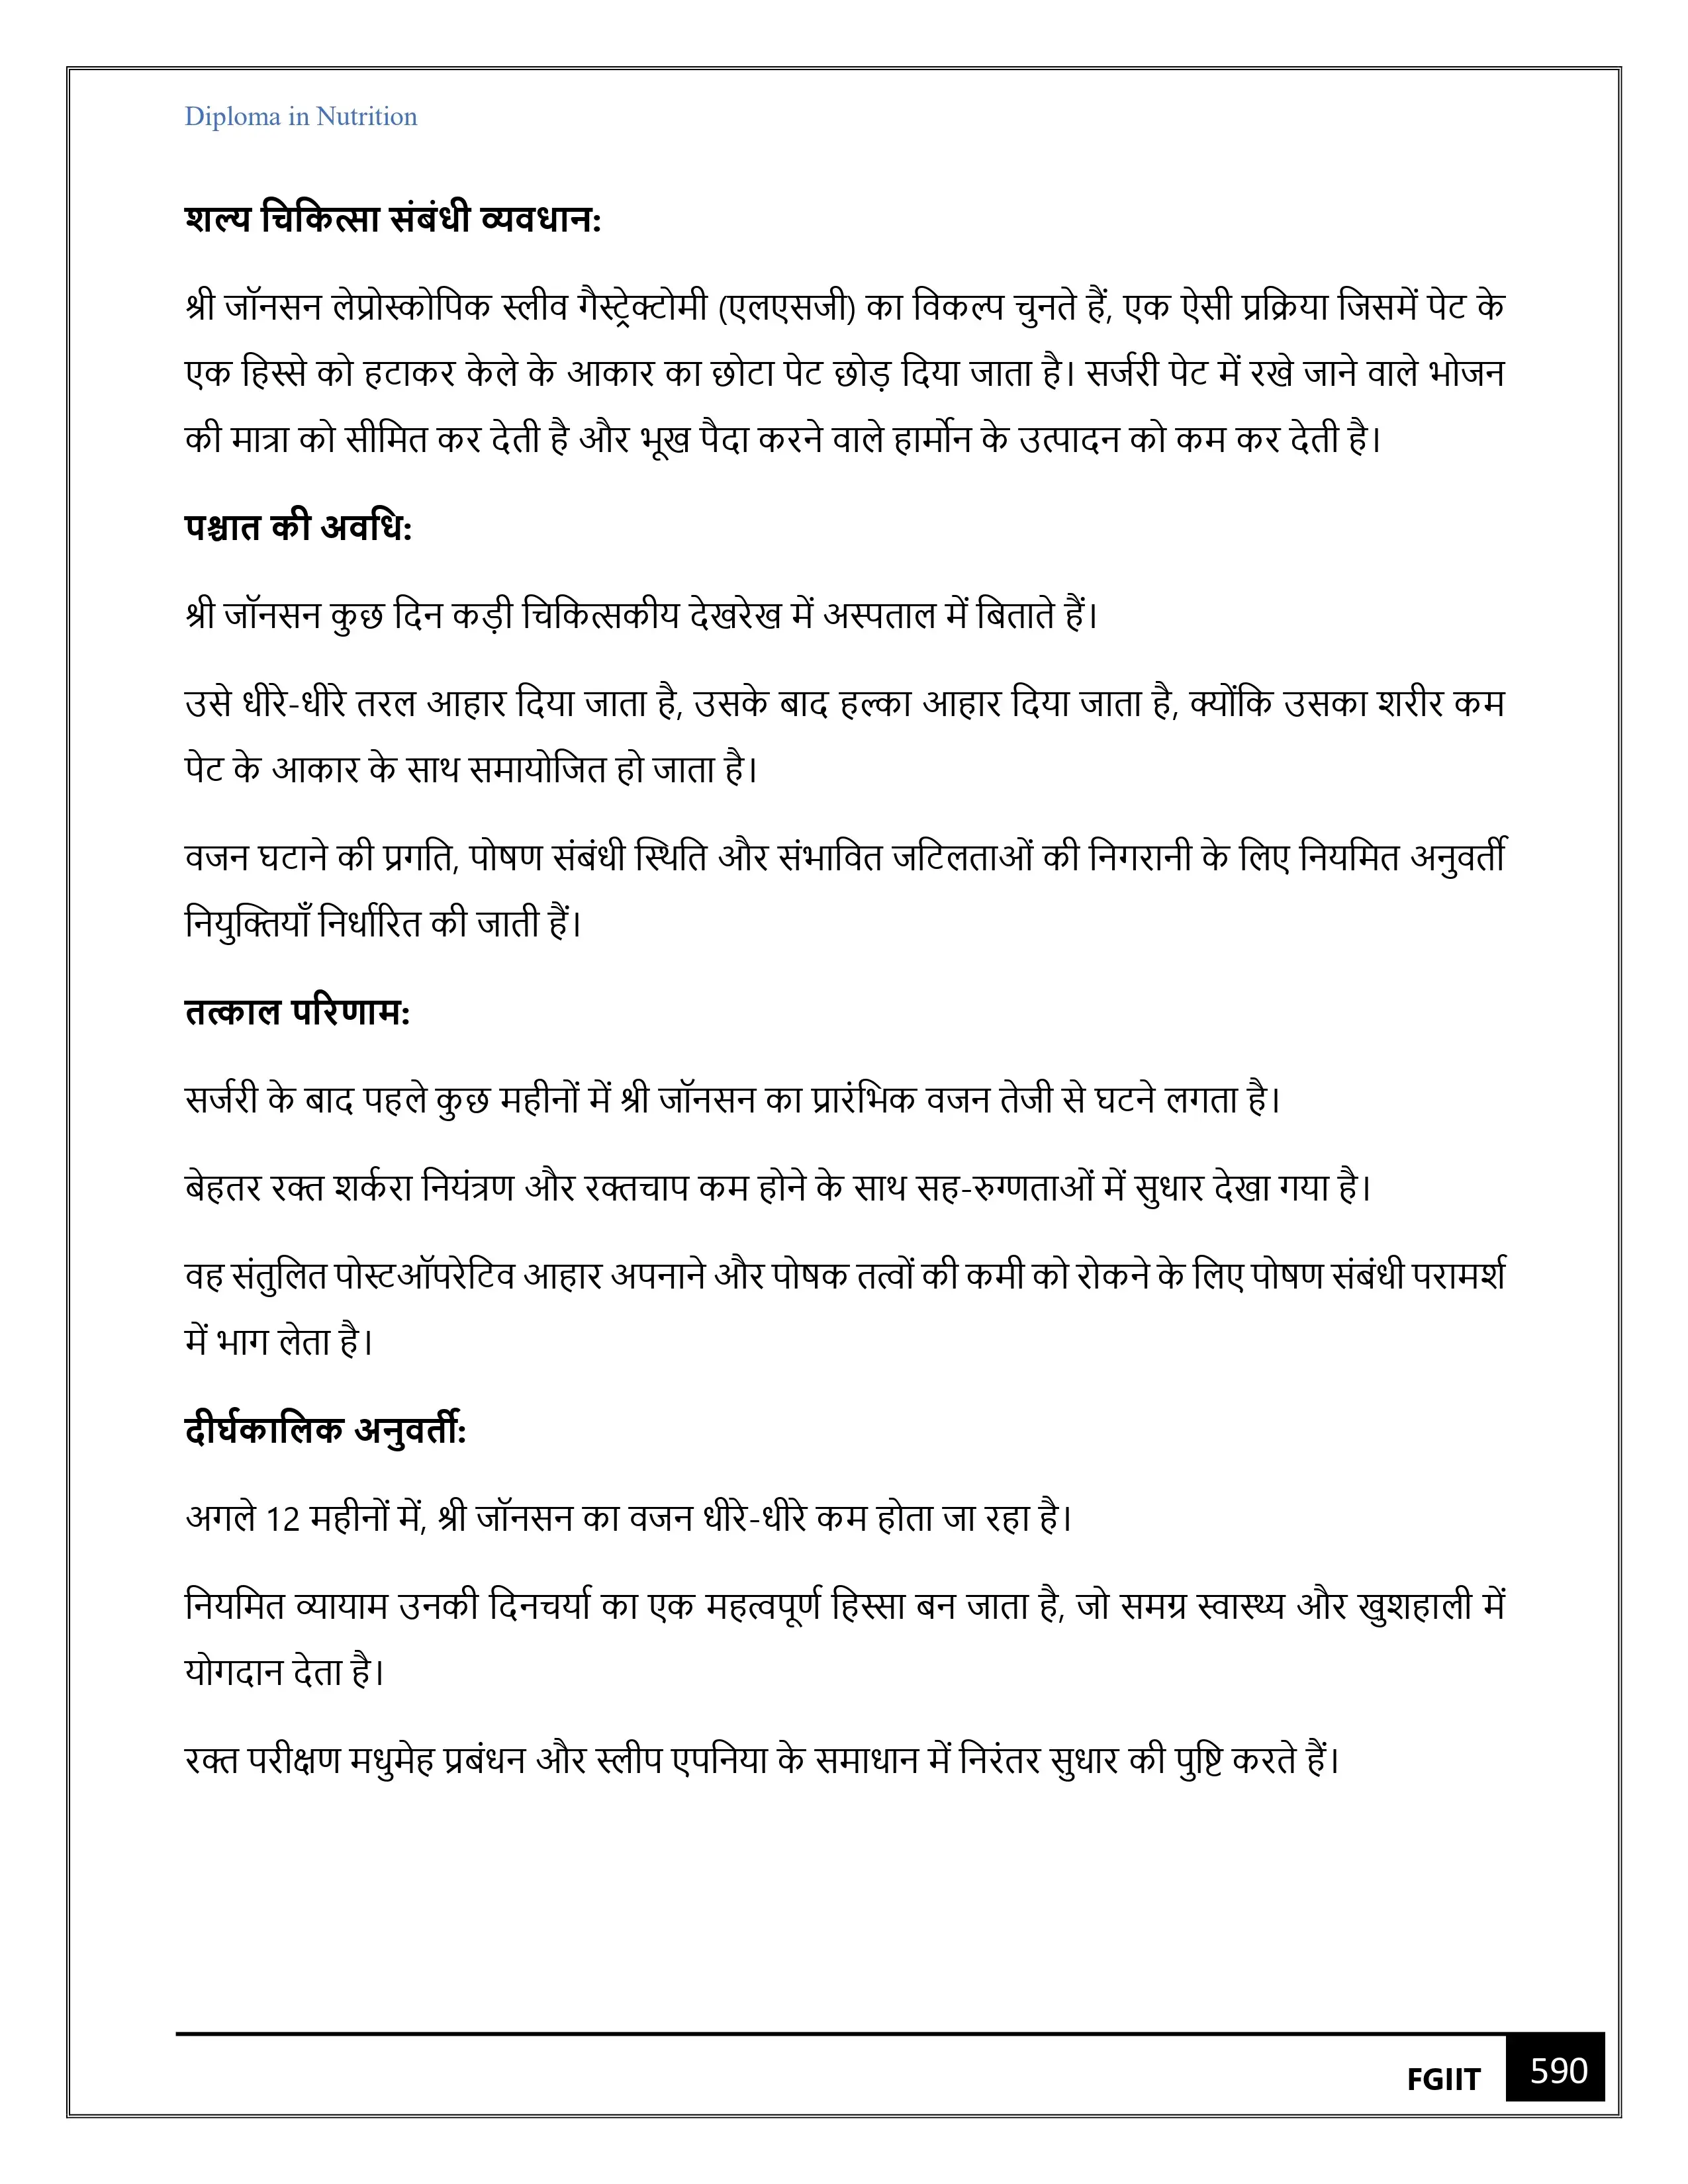 Diploma in Nutrition
शल्य चिकित्सा संबंधी व्यवधान:
श्री जॉनसन लेप्रोस्कोपिक स्लीव गैस्ट्रेक्टोमी (एलएसजी) का विकल्प चुनते हैं, एक ऐसी प्रक्रिया जिसमें पेट के
एक हिस्से को हटाकर केले के आकार का छोटा पेट छोड़ दिया जाता है। सर्जरी पेट में रखे जाने वाले भोजन
की मात्रा को सीमित कर देती है और भूख पैदा करने वाले हार्मोन के उत्पादन को कम कर देती है।
पश्चात की अवधि:
श्री जॉनसन कुछ दिन कड़ी चिकित्सकीय देखरेख में अस्पताल में बिताते हैं।
उसे धीरे-धीरे तरल आहार दिया जाता है, उसके बाद हल्का आहार दिया जाता है, क्योंकि उसका शरीर कम
पेट के आकार के साथ समायोजित हो जाता है।
वजन घटाने की प्रगति, पोषण संबंधी स्थिति और संभावित जटिलताओं की निगरानी के लिए नियमित अनुवर्ती
नियुक्तियाँ निर्धारित की जाती हैं।
तत्काल परिणाम:
सर्जरी के बाद पहले कुछ महीनों में श्री जॉनसन का प्रारंभिक वजन तेजी से घटने लगता है।
बेहतर रक्त शर्करा नियंत्रण और रक्तचाप कम होने के साथ सह-रुग्णताओं में सुधार देखा गया है।
वह संतुलित पोस्टऑपरेटिव आहार अपनाने और पोषक तत्वों की कमी को रोकने के लिए पोषण संबंधी परामर्श
में भाग लेता है।
दीर्घकालिक अनुवर्ती:
अगले 12 महीनों में, श्री जॉनसन का वजन धीरे-धीरे कम होता जा रहा है।
नियमित व्यायाम उनकी दिनचर्या का एक महत्वपूर्ण हिस्सा बन जाता है, जो समग्र स्वास्थ्य और खुशहाली में
योगदान देता है।
रक्त परीक्षण मधुमेह प्रबंधन और स्लीप एपनिया के समाधान में निरंतर सुधार की पुष्टि करते हैं।
FGIIT 590